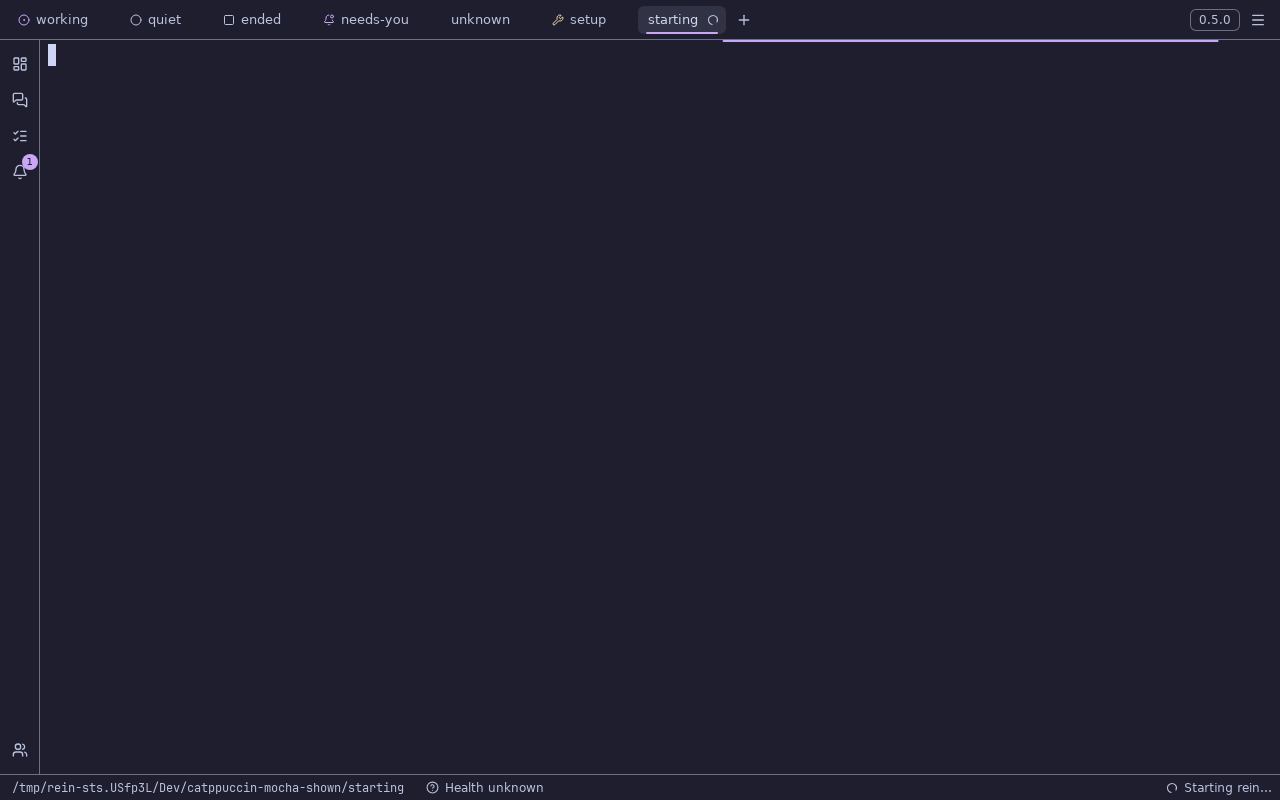 working quiet ended needs-you unknown setup starting 0.5.0
1
/tmp/rein-sts.USfp3L/Dev/catppuccin-mocha-shown/starting Health unknown Starting rein…